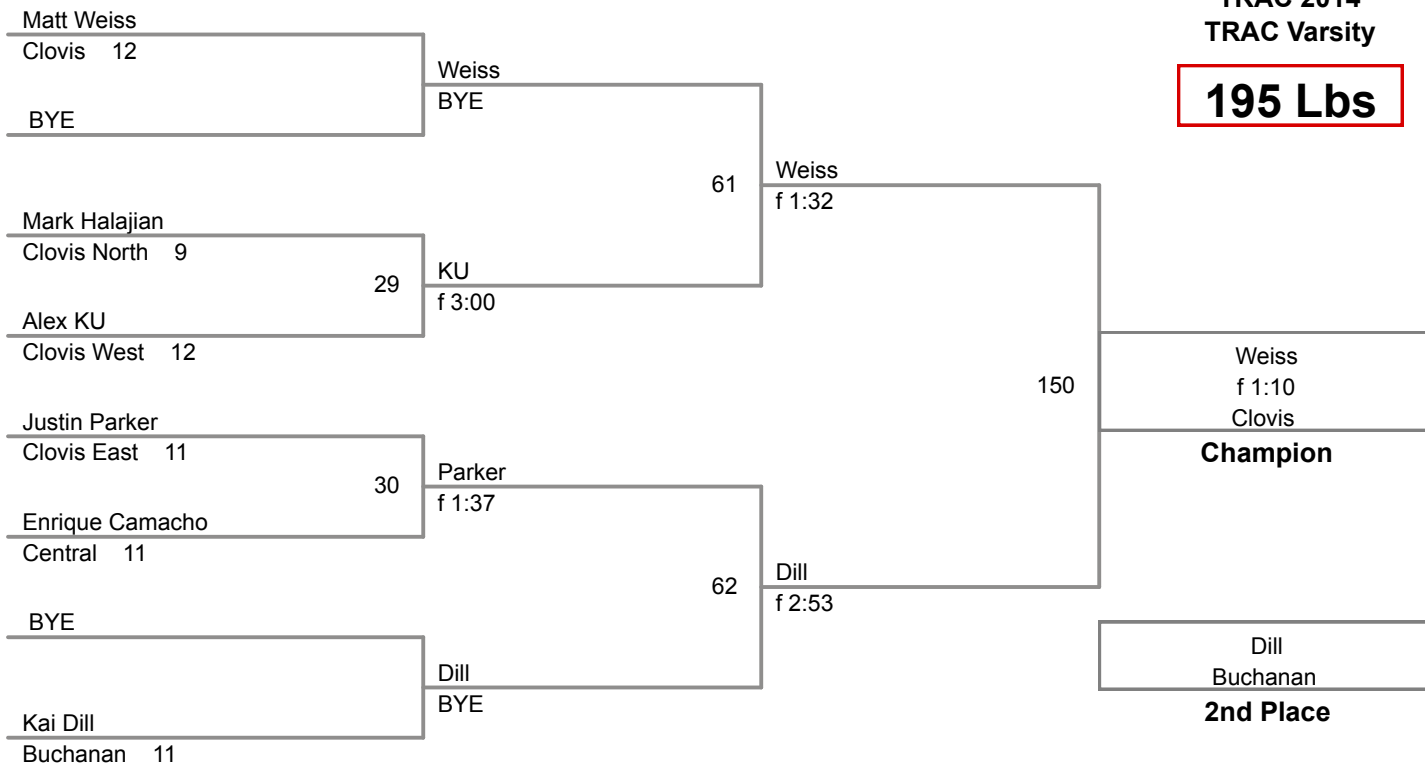 TRAC 2014
TRAC Varsity
195 Lbs
Matt Weiss
Clovis 12
BYE
Weiss
BYE
Mark Halajian
Clovis North 9
29
Alex KU
Clovis West 12
KU
f 3:00
61
Weiss
f 1:32
Justin Parker
Clovis East 11
30
Enrique Camacho
Central 11
Parker
f 1:37
BYE
Kai Dill
Buchanan 11
Dill
BYE
62
Dill
f 2:53
150
Weiss
f 1:10
Clovis
Champion
Dill
Buchanan
2nd Place